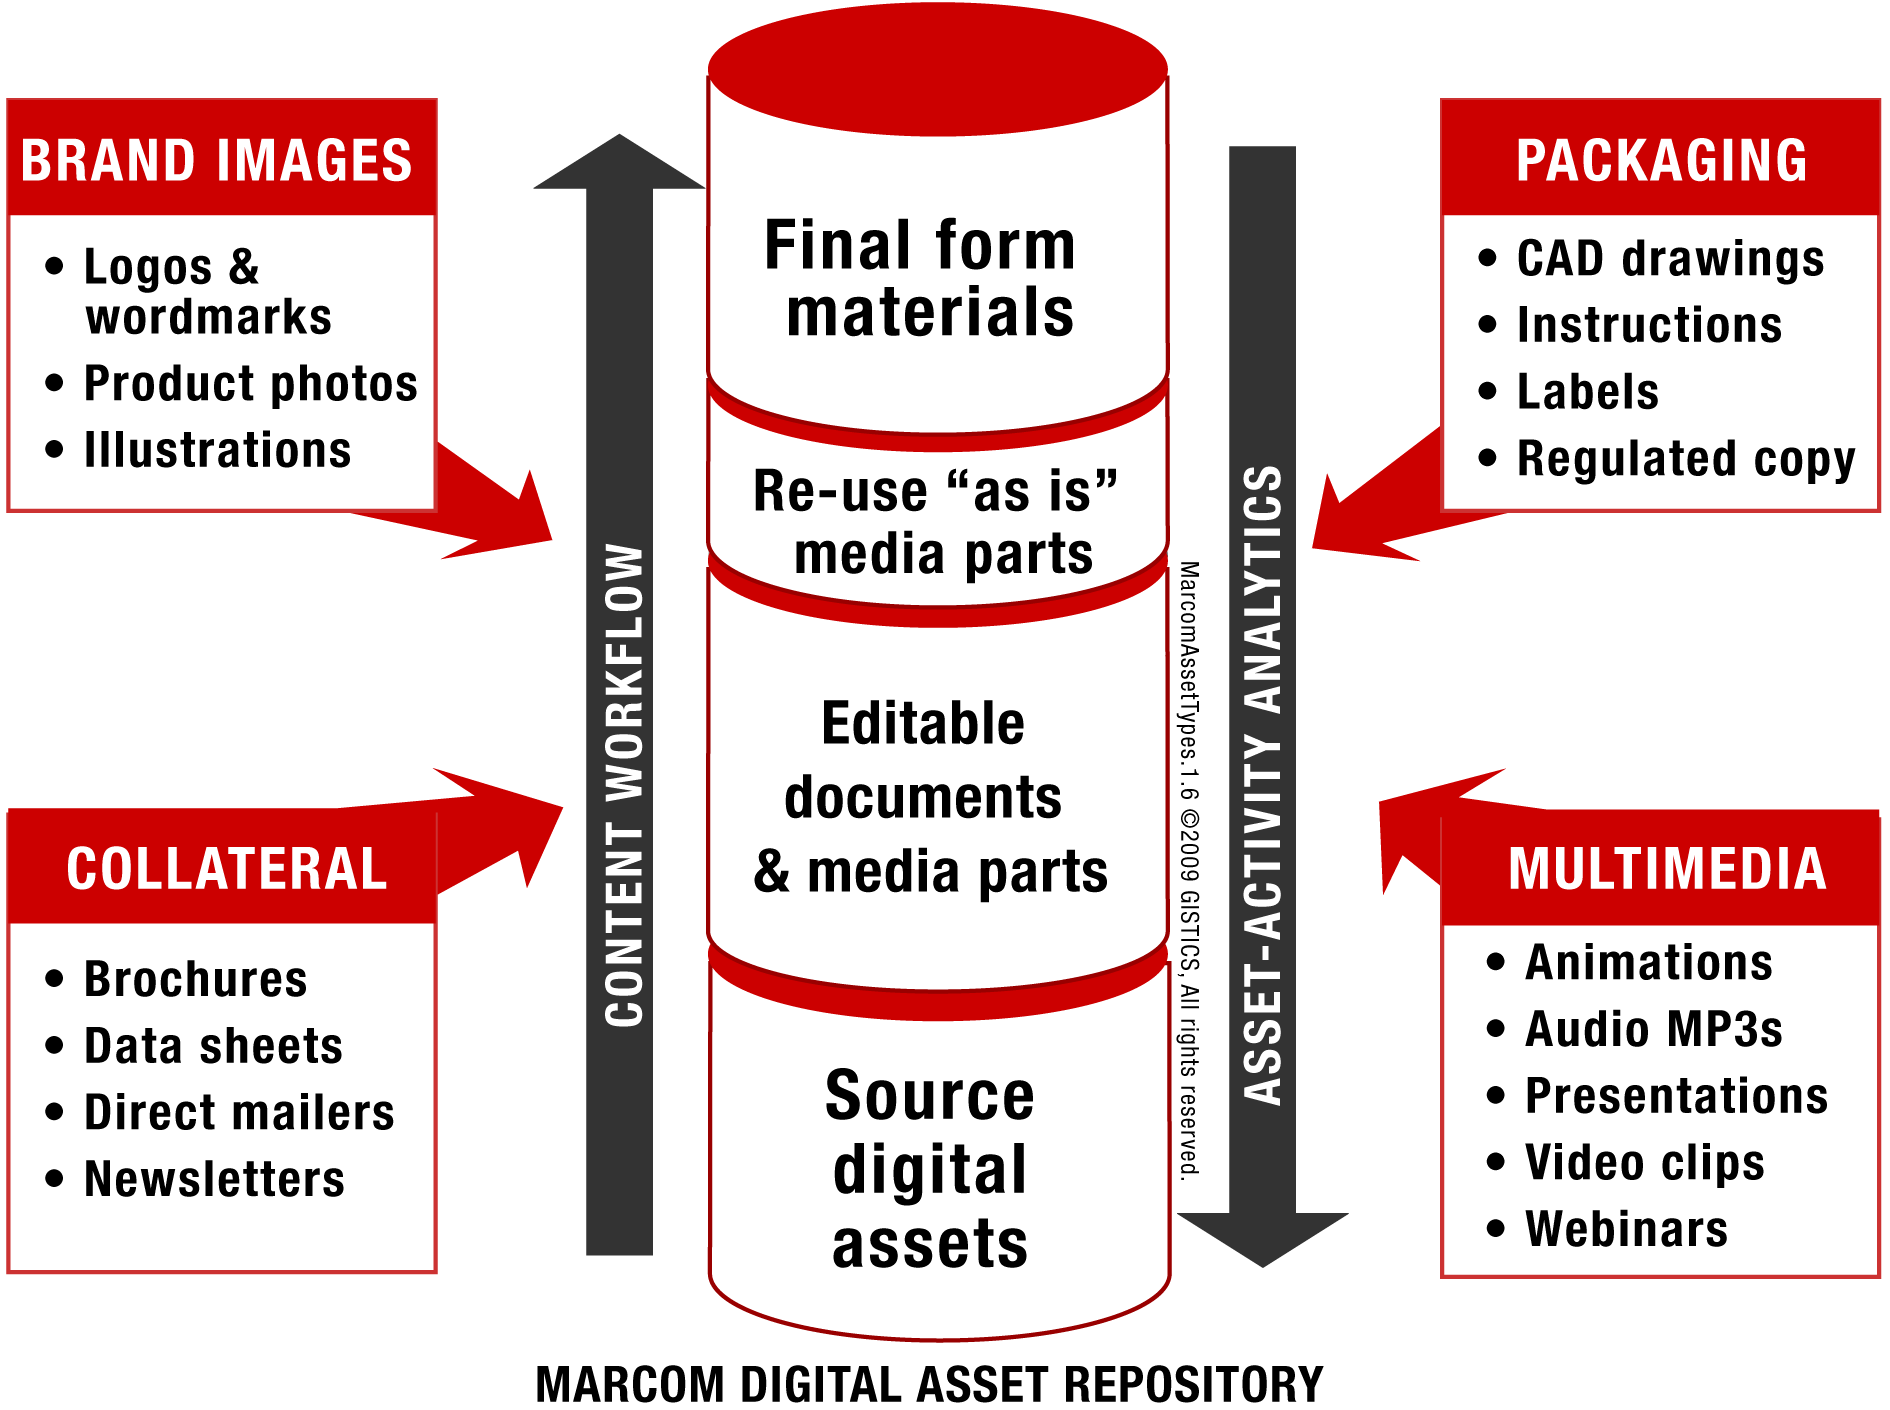 BRAND IMAGES
• Logos &
wordmarks
• Product photos
• Illustrations
COLLATERAL
• Brochures
• Data sheets
• Direct mailers
• Newsletters
CONTENT WORKFLOW
Final form
materials
Re-use “as is”
media parts
Editable
documents
& media parts
Source
digital
assets
MarcomAssetTypes.1.6 ©2009 GISTICS, All rights reserved.
ASSET-ACTIVITY ANALYTICS
PACKAGING
• CAD drawings
• Instructions
• Labels
• Regulated copy
MULTIMEDIA
• Animations
• Audio MP3s
• Presentations
• Video clips
• Webinars
MARCOM DIGITAL ASSET REPOSITORY